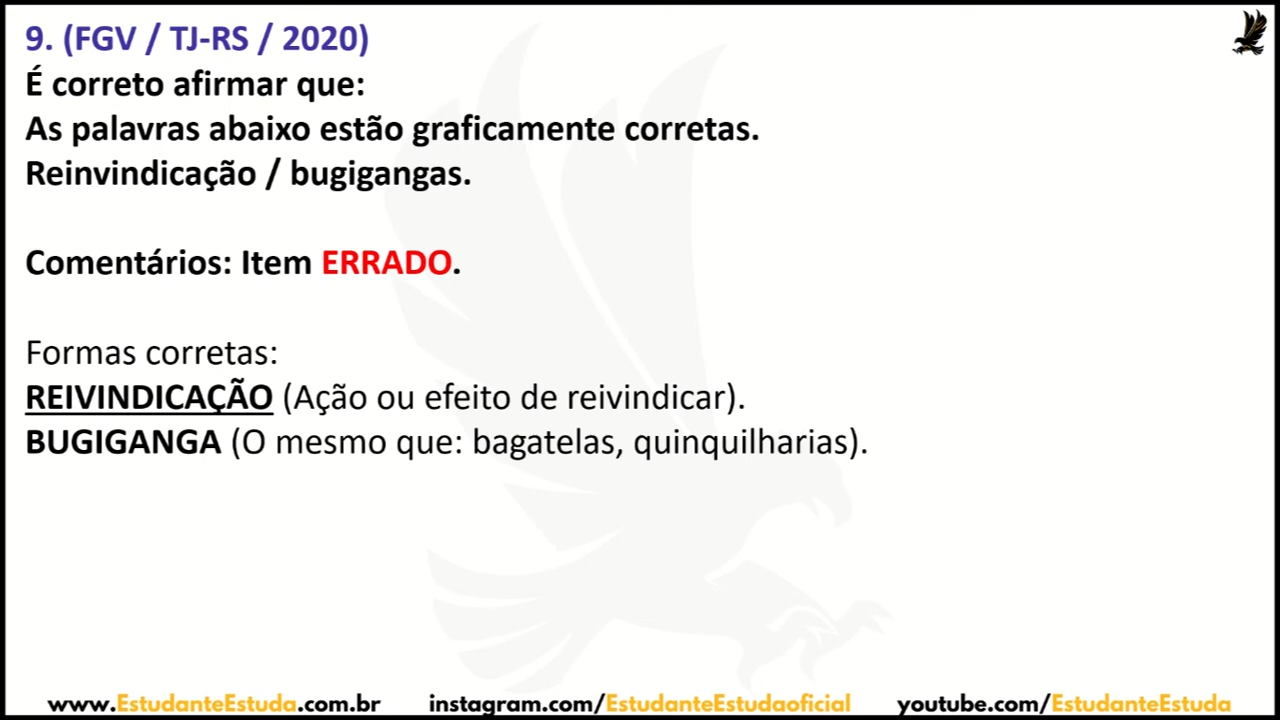 9. (FGV / TJ-RS / 2020)
É correto afirmar que:
As palavras abaixo estão graficamente corretas.
Reinvindicação / bugigangas.
Comentários: Item ERRADO.
Formas corretas:
REIVINDICAÇÃO (Ação ou efeito de reivindicar).
BUGIGANGA (O mesmo que: bagatelas, quinquilharias).
www.EstudanteEstuda.com.br instagram.com/EstudanteEstudaoficial youtube.com/EstudanteEstuda